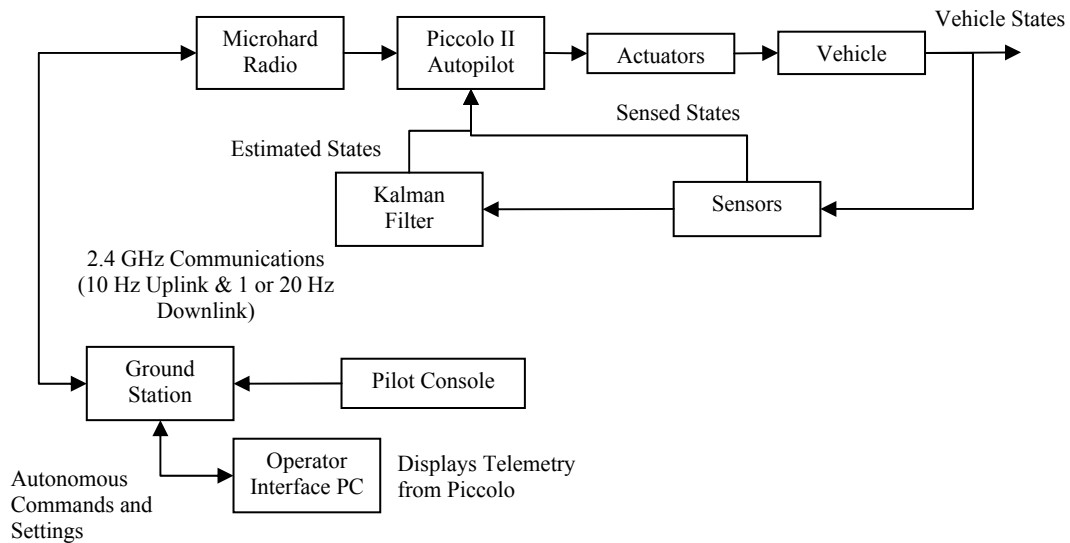 Vehicle States
Microhard
Radio
Piccolo II
Autopilot
Actuators
Vehicle
Sensed States
Estimated States
Kalman
Filter
Sensors
2.4 GHz Communications
(10 Hz Uplink & 1 or 20 Hz
Downlink)
Ground
Station
Pilot Console
Operator
Interface PC
Displays Telemetry
from Piccolo
Autonomous
Commands and
Settings